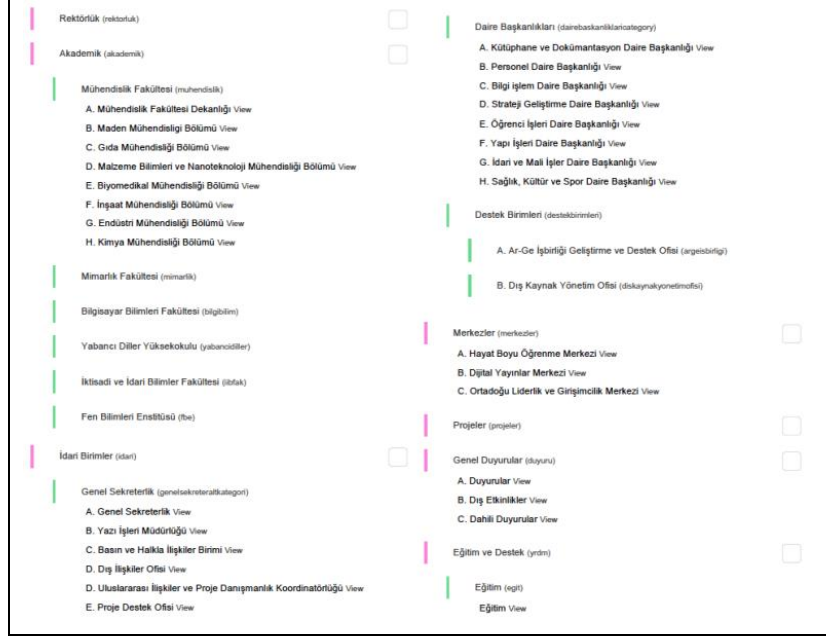 Rektörlük (rektorluk)
Akademik (akademik)
Mühendislik Fakültesi (muhendislik)
A. Mühendislik Fakültesi Dekanlığı View
B. Maden Mühendisligi Bölümü View
C. Gıda Mühendisliği Bölümü View
D. Malzeme Bilimleri ve Nanoteknoloji Mühendisliği Bölümü View
E. Biyomedikal Mühendisliği Bölümü View
F. İnşaat Mühendisliği Bölümü View
G. Endüstri Mühendisliği Bölümü View
H. Kimya Mühendisliği Bölümü View
Mimarlık Fakültesi (mimarlik)
Bilgisayar Bilimleri Fakültesi (bilgibilim)
Yabancı Diller Yüksekokulu (yabancidiller)
İktisadi ve İdari Bilimler Fakültesi (iibfak)
Fen Bilimleri Enstitüsü (fbe)
İdari Birimler (idari)
Genel Sekreterlik (genelsekreteraltkategori)
A. Genel Sekreterlik View
B. Yazı İşleri Müdürlüğü View
C. Basın ve Halkla İlişkiler Birimi View
D. Dış İlişkiler Ofisi View
D. Uluslararası İlişkiler ve Proje Danışmanlık Koordinatörlüğü View
E. Proje Destek Ofisi View
Daire Başkanlıkları (dairebaskanliklaricategory)
A. Kütüphane ve Dokümantasyon Daire Başkanlığı View
B. Personel Daire Başkanlığı View
C. Bilgi işlem Daire Başkanlığı View
D. Strateji Geliştirme Daire Başkanlığı View
E. Öğrenci İşleri Daire Başkanlığı View
F. Yapı İşleri Daire Başkanlığı View
G. İdari ve Mali İşler Daire Başkanlığı View
H. Sağlık, Kültür ve Spor Daire Başkanlığı View
Destek Birimleri (destekbirimleri)
A. Ar-Ge İşbirliği Geliştirme ve Destek Ofisi (argeisbirligi)
B. Dış Kaynak Yönetim Ofisi (diskaynakyonetimofisi)
Merkezler (merkezler)
A. Hayat Boyu Öğrenme Merkezi View
B. Dijital Yayınlar Merkezi View
C. Ortadoğu Liderlik ve Girişimcilik Merkezi View
Projeler (projeler)
Genel Duyurular (duyuru)
A. Duyurular View
B. Dış Etkinlikler View
C. Dahili Duyurular View
Eğitim ve Destek (yrdm)
Eğitim (egit)
Eğitim View